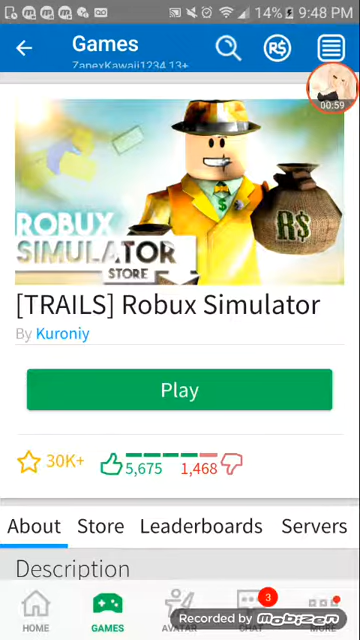 14% 9:48 PM
Games
ZanexKawaii1234 13+
R$
00:59
R$
ROBUX
SIMULATOR
STORE
[TRAILS] Robux Simulator
By Kuroniy
Play
30K+
5,675
1,468
About Store Leaderboards Servers
Description
3
HOME GAMES AVATAR CHAT MORE
Recorded by mobizen